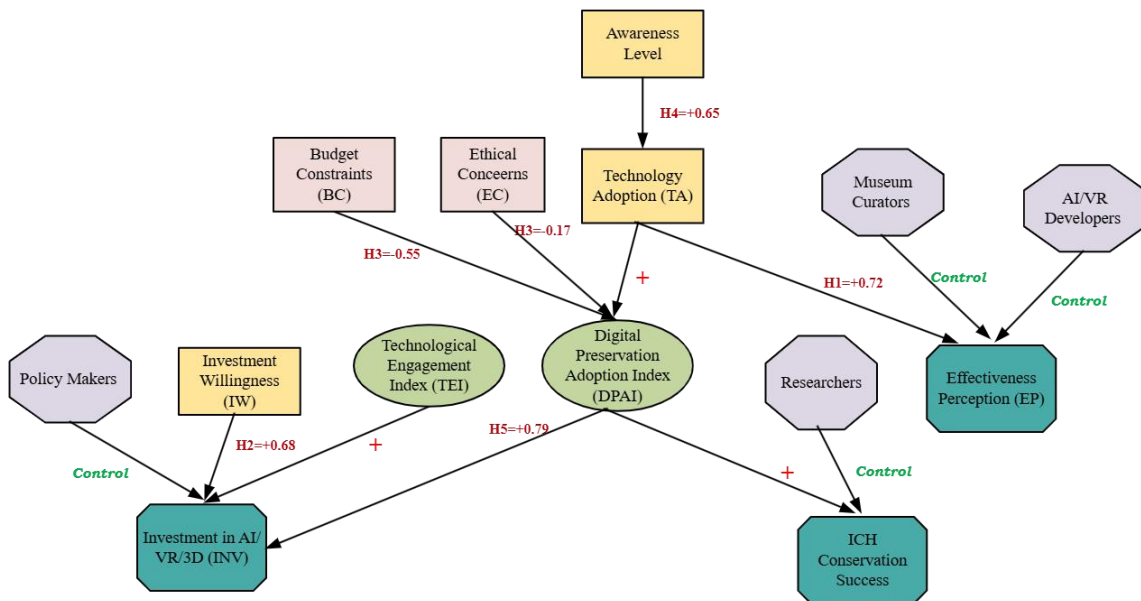 Awareness
Level
H4=+0.65
Budget
Constraints
(BC)
Ethical
Conceerns
(EC)
Technology
Adoption (TA)
Museum
Curators
AI/VR
Developers
H3=-0.55
H3=-0.17
+
H1=+0.72
Control
Control
Policy Makers
Investment
Willingness
(IW)
Technological
Engagement
Index (TEI)
Digital
Preservation
Adoption Index
(DPAI)
Researchers
Effectiveness
Perception (EP)
Control
H2=+0.68
+
H5=+0.79
+
Control
Investment in AI/
VR/3D (INV)
ICH
Conservation
Success